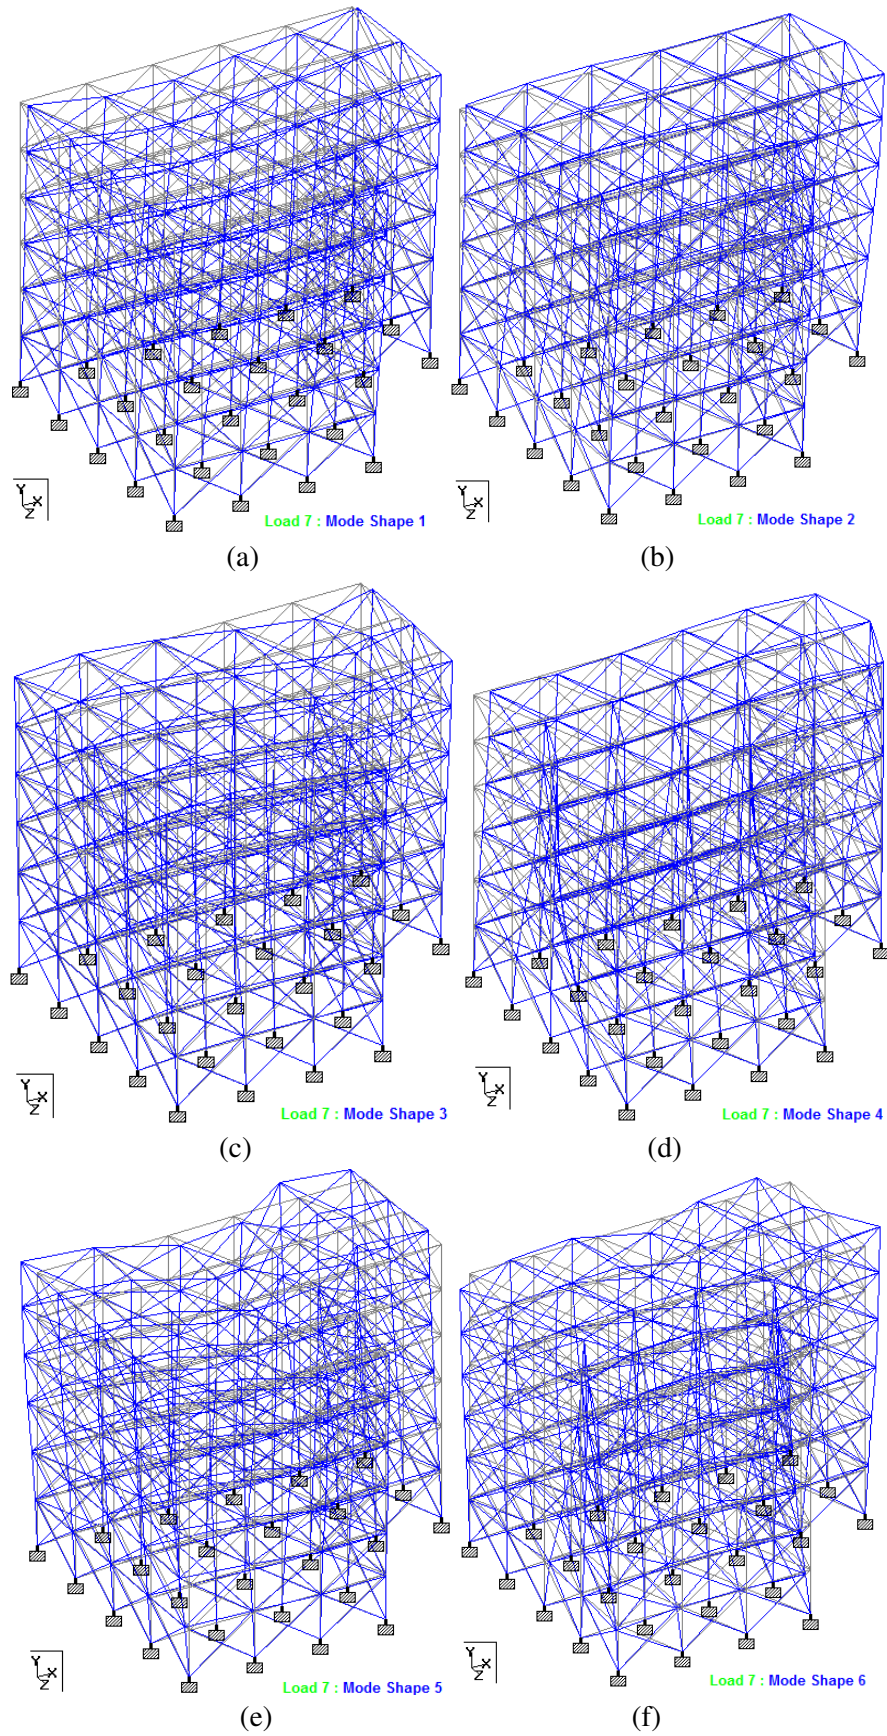 Y
X
Z
Load 7 : Mode Shape 1
(a)
Y
X
Z
Load 7 : Mode Shape 2
(b)
Y
X
Z
Load 7 : Mode Shape 3
(c)
Y
X
Z
Load 7 : Mode Shape 4
(d)
Y
X
Z
Load 7 : Mode Shape 5
(e)
Y
X
Z
Load 7 : Mode Shape 6
(f)